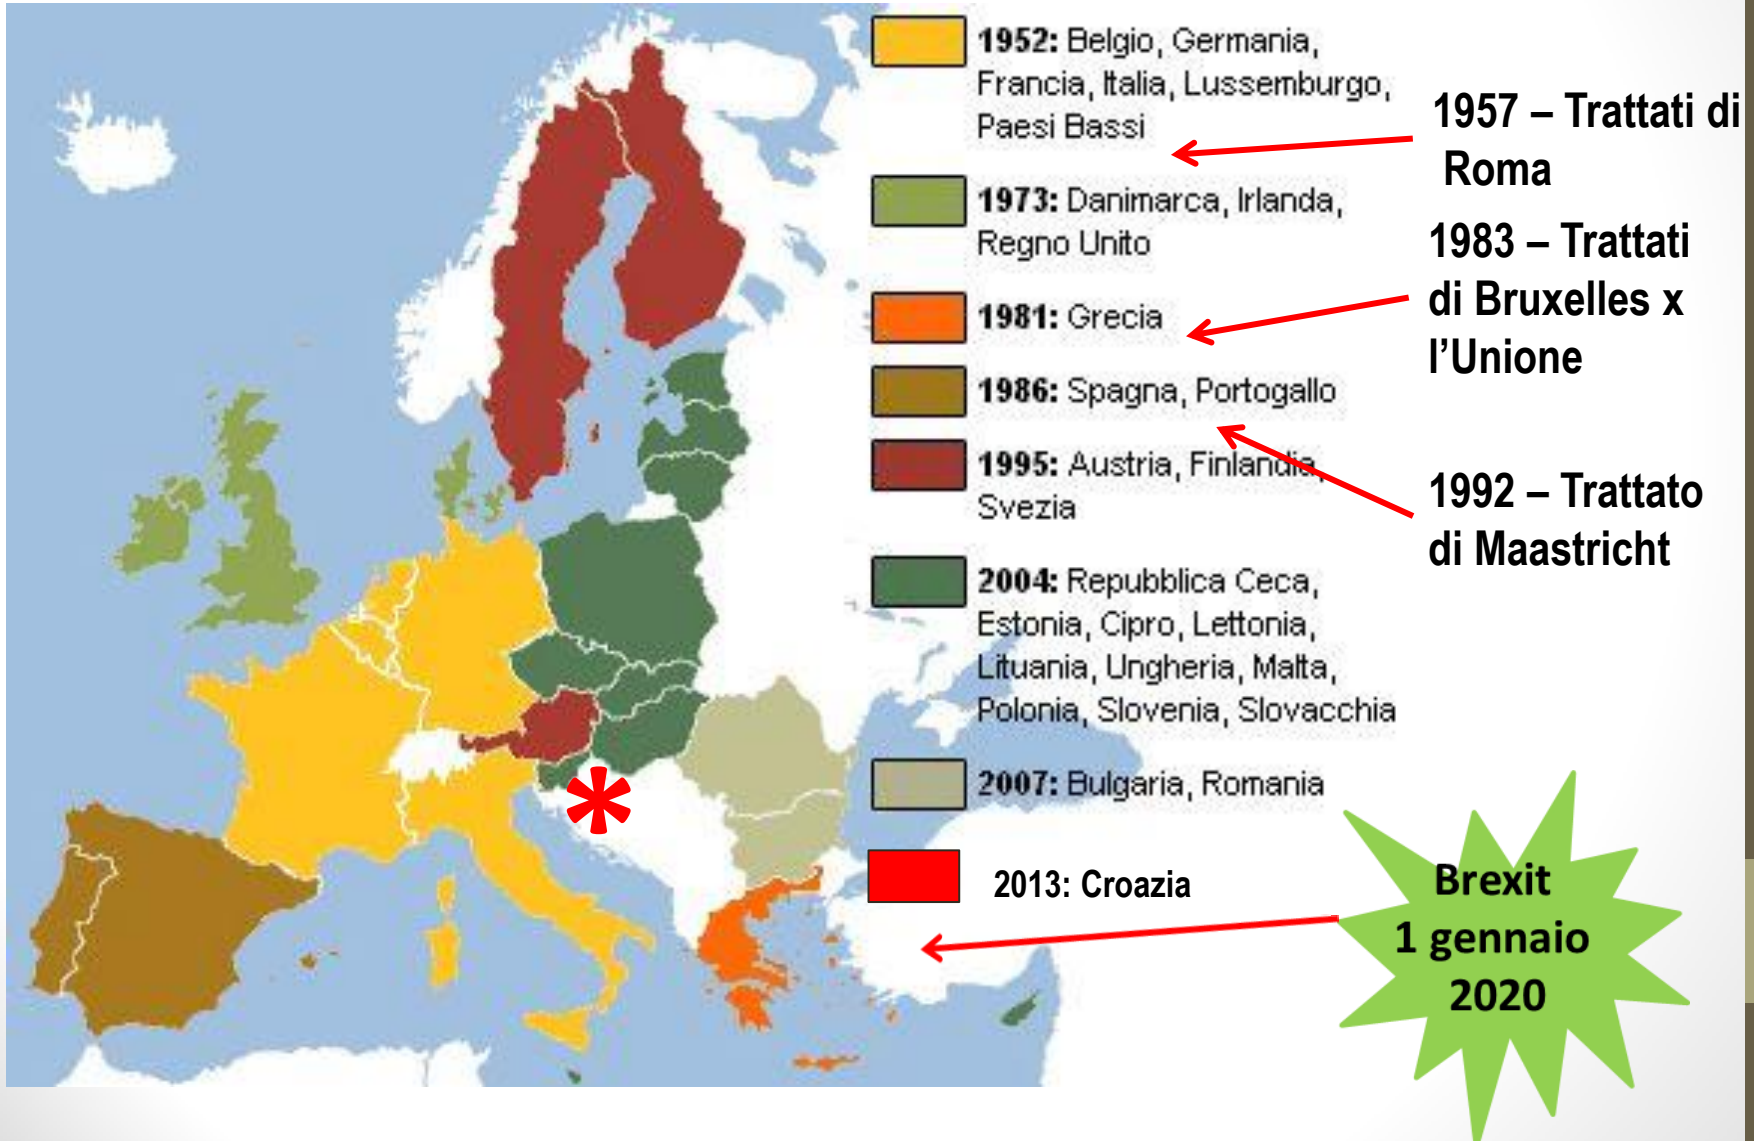 1952: Belgio, Germania,
Francia, Italia, Lussemburgo,
Paesi Bassi
1957 – Trattati di
Roma
1973: Danimarca, Irlanda,
Regno Unito
1983 – Trattati
di Bruxelles x
l’Unione
1981: Grecia
1986: Spagna, Portogallo
1995: Austria, Finlandia,
Svezia
1992 – Trattato
di Maastricht
2004: Repubblica Ceca,
Estonia, Cipro, Lettonia,
Lituania, Ungheria, Malta,
Polonia, Slovenia, Slovacchia
2007: Bulgaria, Romania
*
2013: Croazia
Brexit
1 gennaio
2020